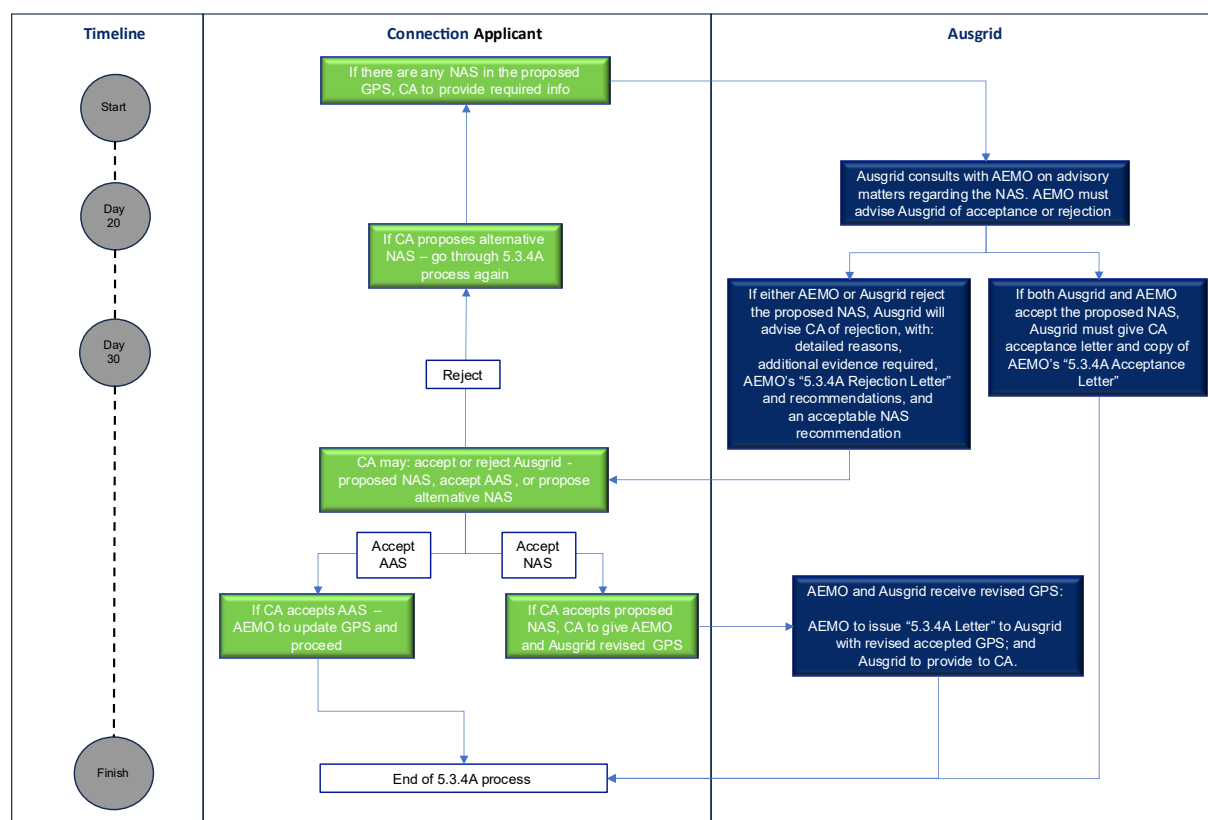 Timeline
Connection Applicant
Ausgrid
Start
If there are any NAS in the proposed
GPS, CA to provide required info
Ausgrid consults with AEMO on advisory
matters regarding the NAS. AEMO must
advise Ausgrid of acceptance or rejection
Day
20
If CA proposes alternative
NAS – go through 5.3.4A
process again
If either AEMO or Ausgrid reject
the proposed NAS, Ausgrid will
advise CA of rejection, with:
detailed reasons,
additional evidence required,
AEMO's “5.3.4A Rejection Letter”
and recommendations, and
an acceptable NAS
recommendation
If both Ausgrid and AEMO
accept the proposed NAS,
Ausgrid must give CA
acceptance letter and copy of
AEMO's “5.3.4A Acceptance
Letter”
Day
30
Reject
CA may: accept or reject Ausgrid -
proposed NAS, accept AAS, or propose
alternative NAS
Accept
AAS
Accept
NAS
If CA accepts AAS –
AEMO to update GPS and
proceed
If CA accepts proposed
NAS, CA to give AEMO
and Ausgrid revised GPS
AEMO and Ausgrid receive revised GPS:
AEMO to issue “5.3.4A Letter” to Ausgrid
with revised accepted GPS; and
Ausgrid to provide to CA.
Finish
End of 5.3.4A process